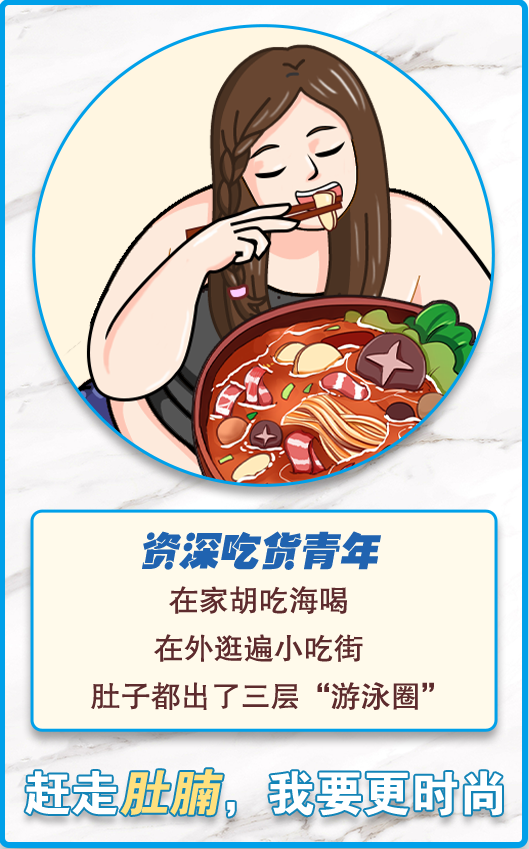 资深吃货青年
在家胡吃海喝
在外逛遍小吃街
肚子都出了三层“游泳圈”
赶走肚腩，我要更时尚